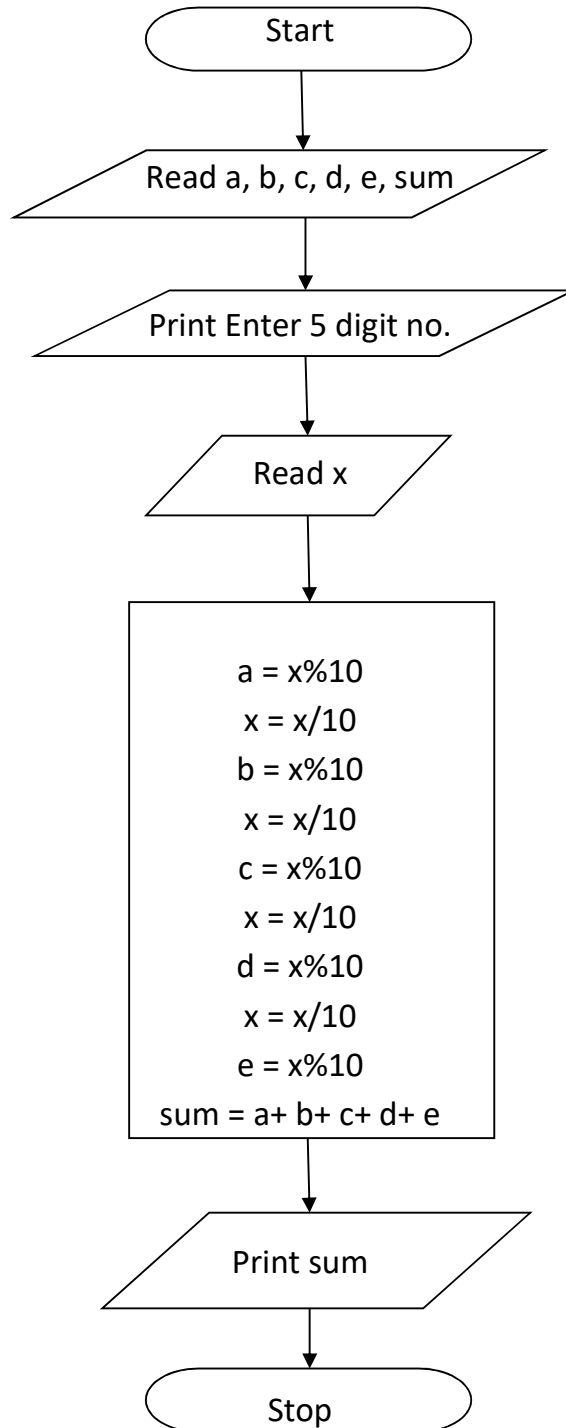 Start
Read a, b, c, d, e, sum
Print Enter 5 digit no.
Read x
a = x%10
x = x/10
b = x%10
x = x/10
c = x%10
x = x/10
d = x%10
x = x/10
e = x%10
sum = a+ b+ c+ d+ e
Print sum
Stop